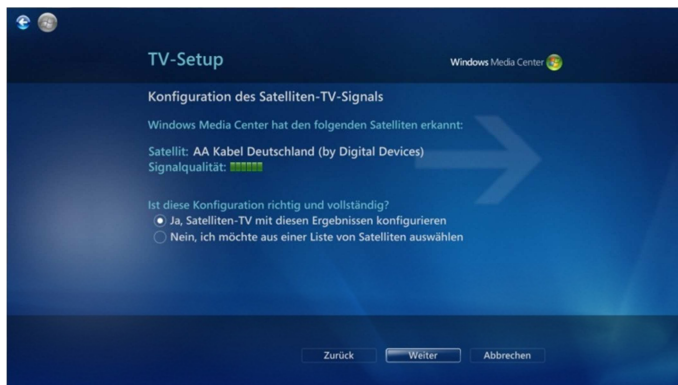 TV-Setup
Windows Media Center
Konfiguration des Satelliten-TV-Signals
Windows Media Center hat den folgenden Satelliten erkannt:
Satellit: AA Kabel Deutschland (by Digital Devices)
Signalqualität:
Ist diese Konfiguration richtig und vollständig?
Ja, Satelliten-TV mit diesen Ergebnissen konfigurieren
Nein, ich möchte aus einer Liste von Satelliten auswählen
Zurück
Weiter
Abbrechen